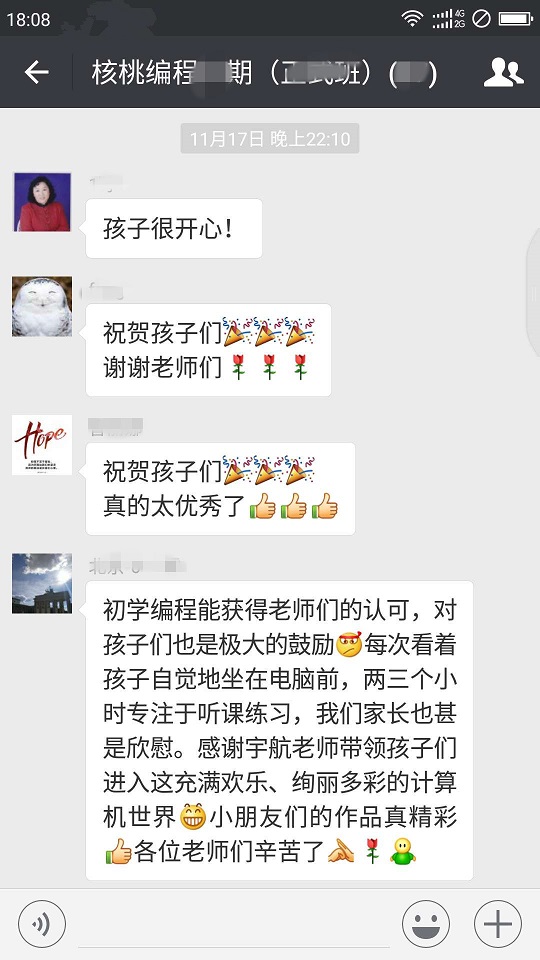 18:08
4G
2G
核桃编程 期（正式班）( )
11月17日 晚上22:10
孩子很开心！
祝贺孩子们🎉🎉🎉
谢谢老师们🌹🌹🌹
Hope
祝贺孩子们🎉🎉🎉
真的太优秀了👍👍👍
北京
初学编程能获得老师们的认可，对
孩子们也是极大的鼓励每次看着
孩子自觉地坐在电脑前，两三个小
时专注于听课练习，我们家长也甚
是欣慰。感谢宇航老师带领孩子们
进入这充满欢乐、绚丽多彩的计算
机世界😁小朋友们的作品真精彩
👍各位老师们辛苦了🌹